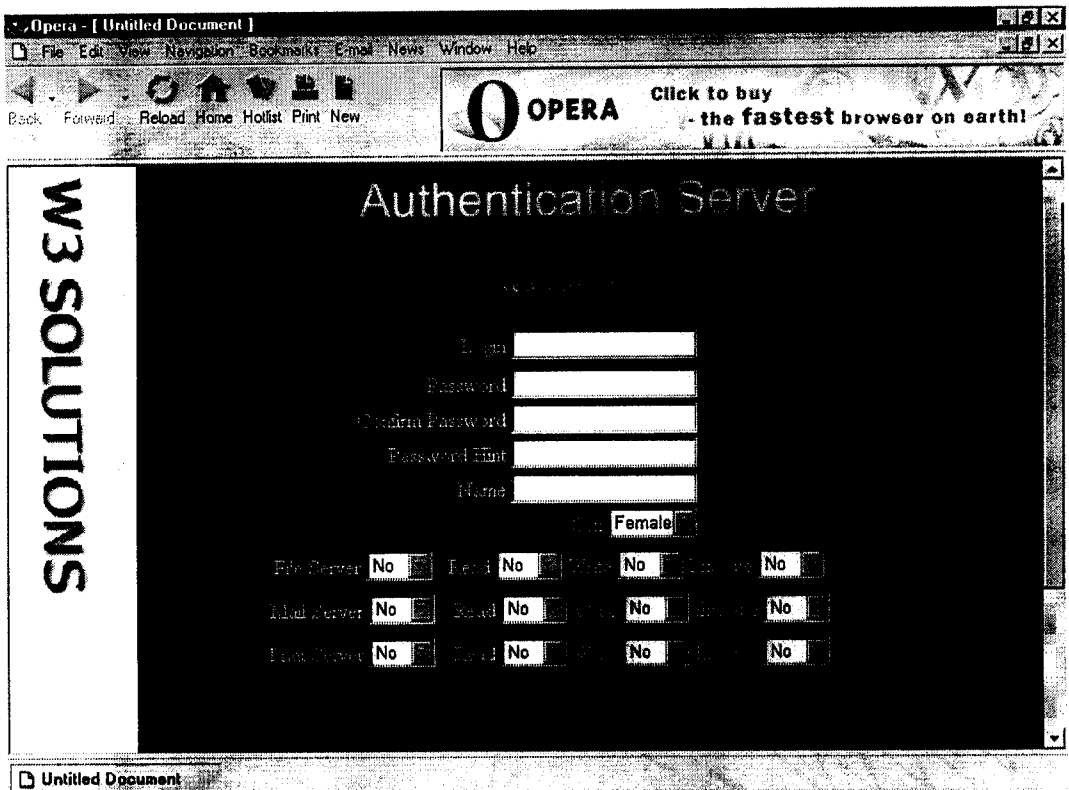 Opera - [ Untitled Document ]
File Edit View Navigation Bookmarks E-mail News Window Help
Back Forward Reload Home Hotlist Print New
OPERA
Click to buy
- the fastest browser on earth!
W3 SOLUTIONS
Authentication Server
Login
Password
Confirm Password
Password Hint
Name
Female
File Server No Read No No No
Mail Server No Read No No No
Print Server No Read No No No
Untitled Document